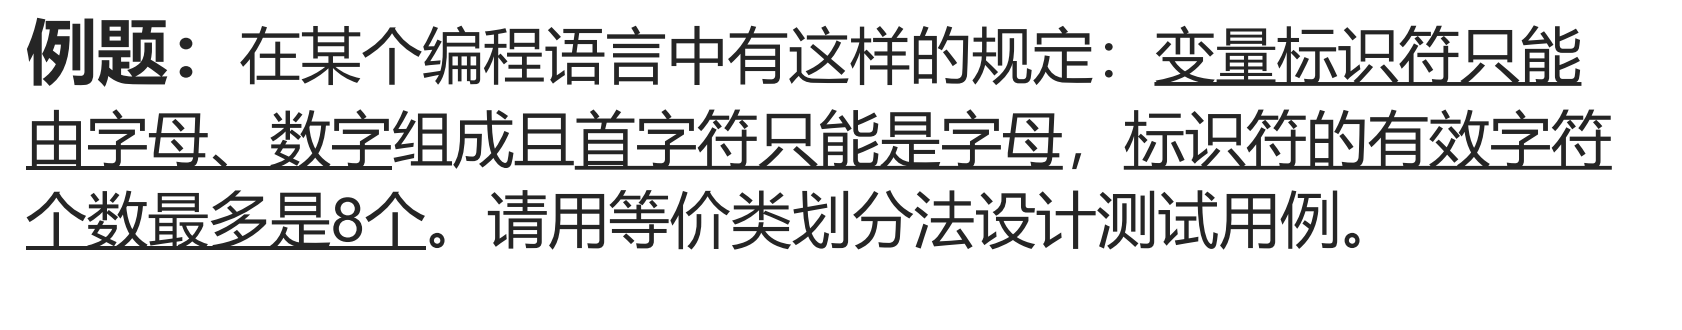 例题：在某个编程语言中有这样的规定：变量标识符只能
由字母、数字组成且首字符只能是字母，标识符的有效字符
个数最多是8个。请用等价类划分法设计测试用例。